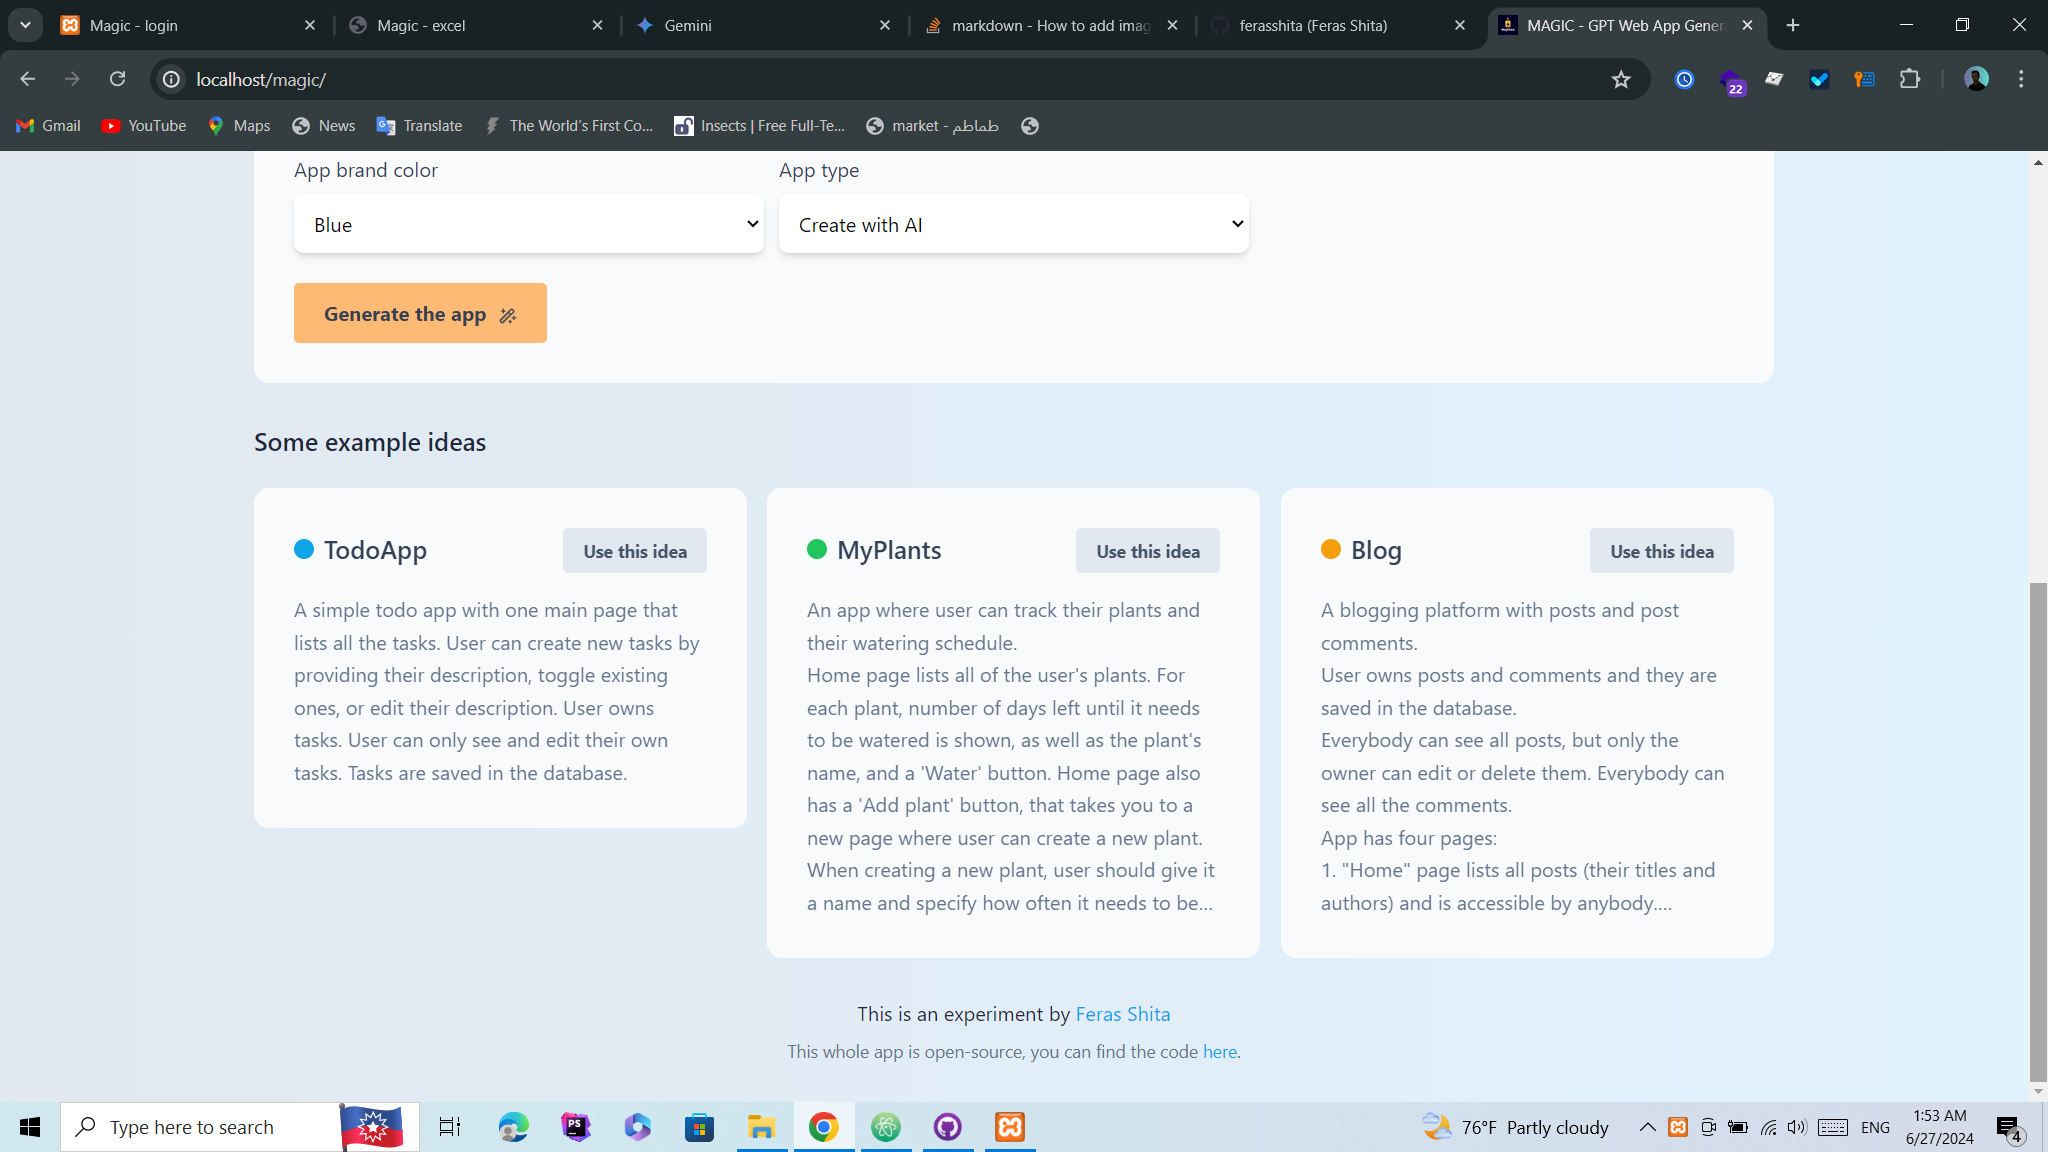 Magic - login
Magic - excel
Gemini
markdown - How to add imag
ferasshita (Feras Shita)
MAGIC - GPT Web App Gener
localhost/magic/
22
Gmail
YouTube
Maps
News
Translate
The World's First Co...
Insects | Free Full-Te...
market - طماطم
App brand color
App type
Blue
Create with AI
Generate the app
Some example ideas
TodoApp
Use this idea
A simple todo app with one main page that
lists all the tasks. User can create new tasks by
providing their description, toggle existing
ones, or edit their description. User owns
tasks. User can only see and edit their own
tasks. Tasks are saved in the database.
MyPlants
Use this idea
An app where user can track their plants and
their watering schedule.
Home page lists all of the user's plants. For
each plant, number of days left until it needs
to be watered is shown, as well as the plant's
name, and a 'Water' button. Home page also
has a 'Add plant' button, that takes you to a
new page where user can create a new plant.
When creating a new plant, user should give it
a name and specify how often it needs to be...
Blog
Use this idea
A blogging platform with posts and post
comments.
User owns posts and comments and they are
saved in the database.
Everybody can see all posts, but only the
owner can edit or delete them. Everybody can
see all the comments.
App has four pages:
1. "Home" page lists all posts (their titles and
authors) and is accessible by anybody....
This is an experiment by Feras Shita
This whole app is open-source, you can find the code here.
Type here to search
PS
76°F Partly cloudy
ENG
1:53 AM
6/27/2024
4